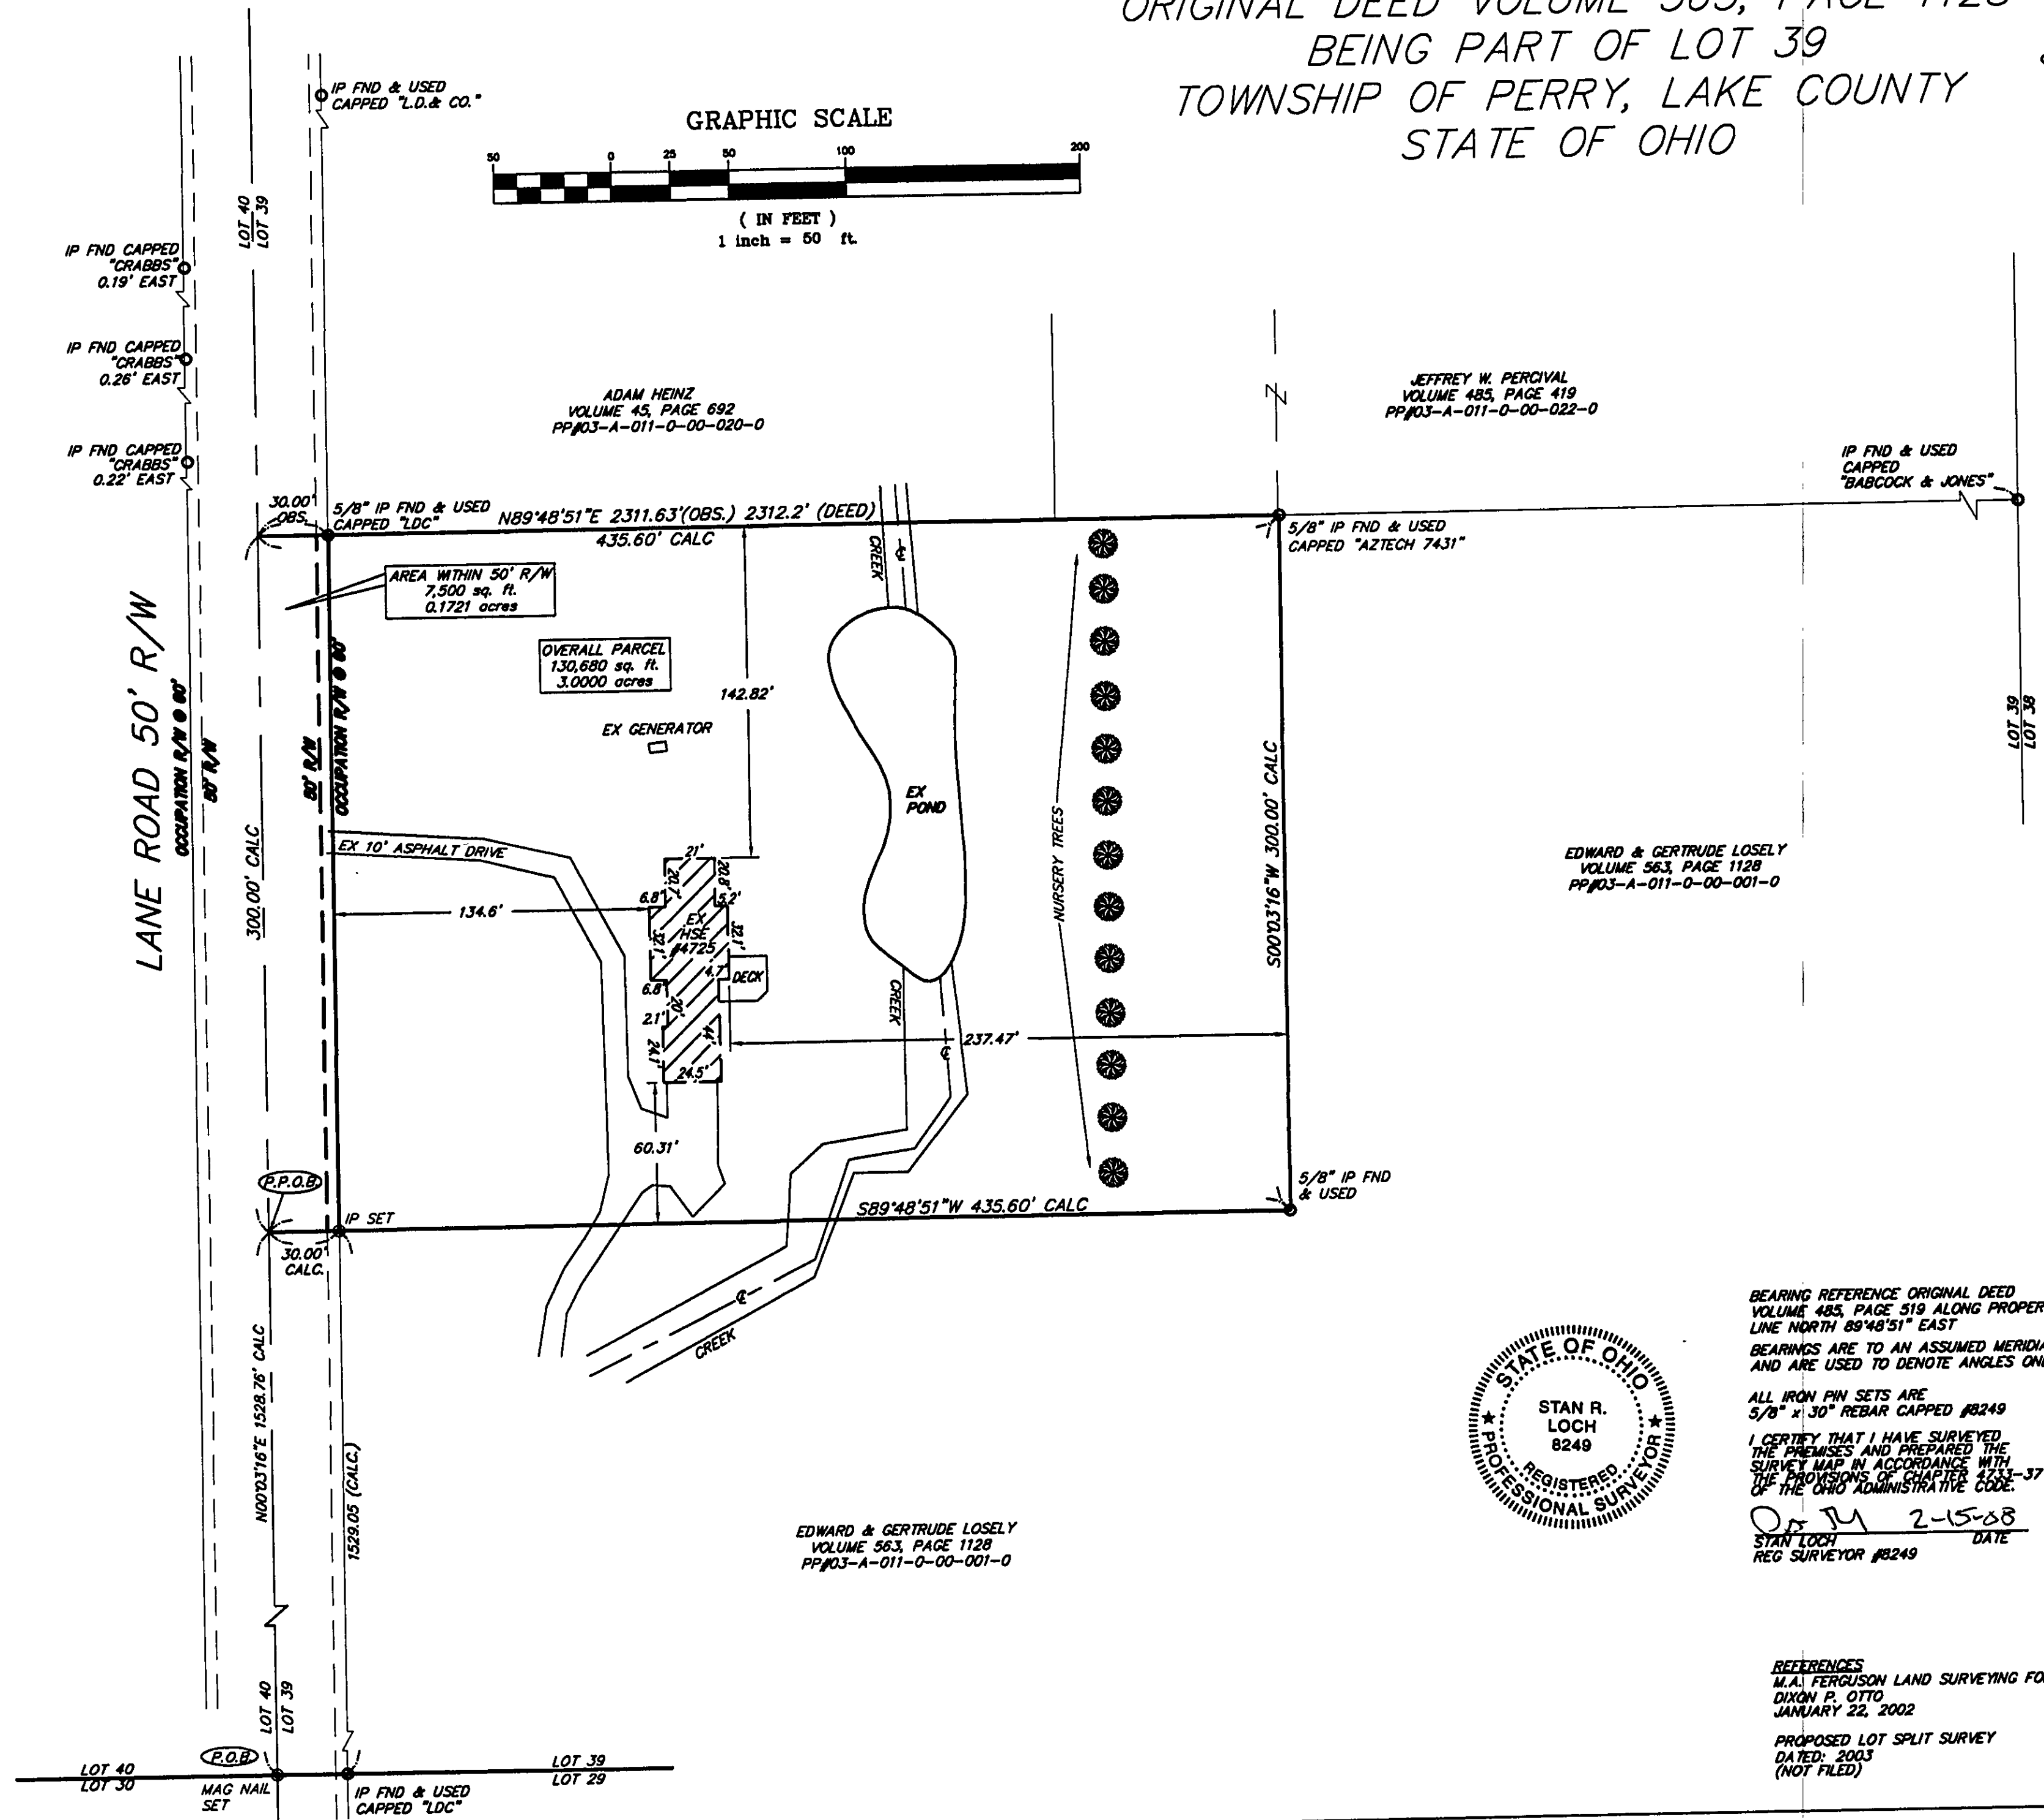 ORIGINAL DEED VOLUME 563, PAGE 1128
BEING PART OF LOT 39
TOWNSHIP OF PERRY, LAKE COUNTY
STATE OF OHIO
IP FND & USED
CAPPED "L.D.& CO."
GRAPHIC SCALE
50 0 25 50 100 200
( IN FEET )
1 inch = 50 ft.
LOT 40
LOT 39
IP FND CAPPED
"CRABBS"
0.19' EAST
IP FND CAPPED
"CRABBS"
0.26' EAST
IP FND CAPPED
"CRABBS"
0.22' EAST
ADAM HEINZ
VOLUME 45, PAGE 692
PP#03-A-011-0-00-020-0
JEFFREY W. PERCIVAL
VOLUME 485, PAGE 419
PP#03-A-011-0-00-022-0
IP FND & USED
CAPPED
"BABCOCK & JONES"
30.00'
OBS.
5/8" IP FND & USED
CAPPED "LDC"
N89°48'51"E 2311.63'(OBS.) 2312.2' (DEED)
435.60' CALC
5/8" IP FND & USED
CAPPED "AZTECH 7431"
CREEK
AREA WITHIN 50' R/W
7,500 sq. ft.
0.1721 acres
OVERALL PARCEL
130,680 sq. ft.
3.0000 acres
142.82'
EX GENERATOR
LANE ROAD 50' R/W
OCCUPATION R/W @ 60'
50' R/W
50' R/W
OCCUPATION R/W @ 60'
300.00' CALC
EX
POND
NURSERY TREES
S00°03'16"W 300.00' CALC
LOT 39
LOT 38
EX 10' ASPHALT DRIVE
134.6'
21'
20.7'
20.8'
6.8'
5.2'
EX
HSE
#4725
32.1'
32.1'
4.7'
DECK
6.8'
20'
2.1'
44'
24.1'
24.5'
CREEK
237.47'
60.31'
EDWARD & GERTRUDE LOSELY
VOLUME 563, PAGE 1128
PP#03-A-011-0-00-001-0
P.P.O.B.
IP SET
S89°48'51"W 435.60' CALC
5/8" IP FND
& USED
30.00'
CALC.
CREEK
N00°03'16"E 1528.76' CALC
1529.05 (CALC.)
EDWARD & GERTRUDE LOSELY
VOLUME 563, PAGE 1128
PP#03-A-011-0-00-001-0
STATE OF OHIO
STAN R.
LOCH
8249
REGISTERED
PROFESSIONAL SURVEYOR
BEARING REFERENCE ORIGINAL DEED
VOLUME 485, PAGE 519 ALONG PROPER
LINE NORTH 89°48'51" EAST
BEARINGS ARE TO AN ASSUMED MERIDIA
AND ARE USED TO DENOTE ANGLES ON
ALL IRON PIN SETS ARE
5/8" x 30" REBAR CAPPED #8249
I CERTIFY THAT I HAVE SURVEYED
THE PREMISES AND PREPARED THE
SURVEY MAP IN ACCORDANCE WITH
THE PROVISIONS OF CHAPTER 4733-37
OF THE OHIO ADMINISTRATIVE CODE.
2-15-08
STAN LOCH DATE
REG SURVEYOR #8249
REFERENCES
M.A. FERGUSON LAND SURVEYING FO
DIXON P. OTTO
JANUARY 22, 2002
PROPOSED LOT SPLIT SURVEY
DATED: 2003
(NOT FILED)
LOT 40
LOT 39
P.O.B.
LOT 40
LOT 30
LOT 39
LOT 29
MAG NAIL
SET
IP FND & USED
CAPPED "LDC"